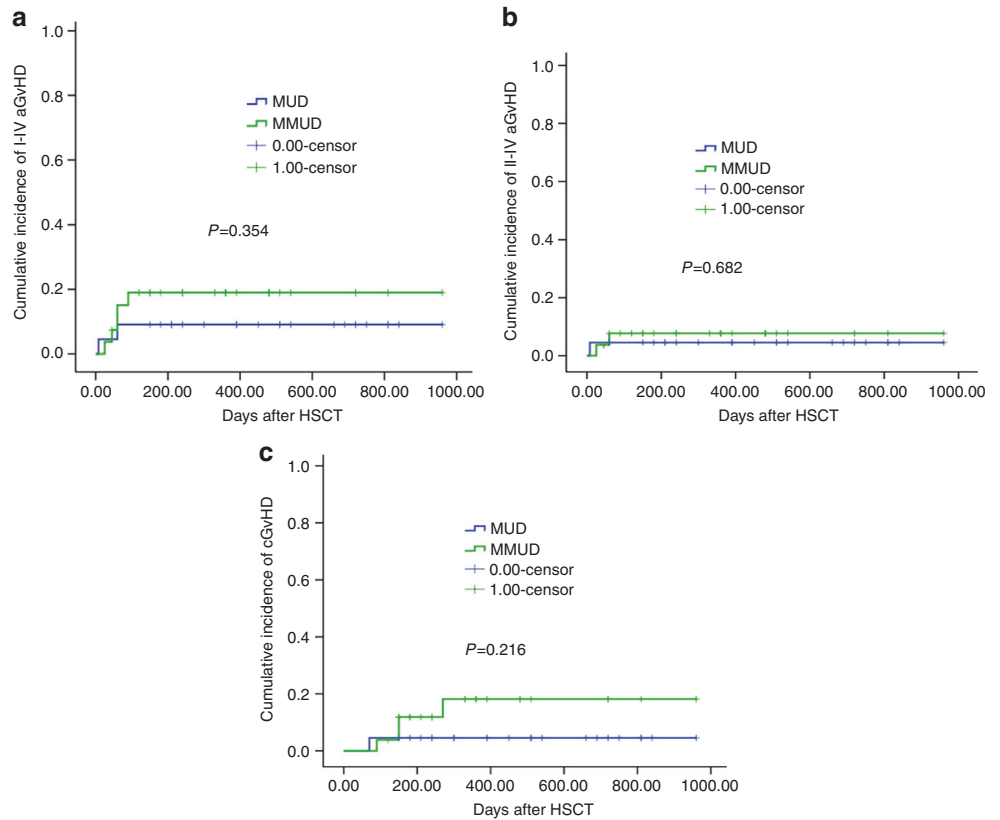 a
Cumulative incidence of I-IV aGvHD
1.0
0.8
0.6
0.4
0.2
0.0
MUD
MMUD
0.00-censor
1.00-censor
P=0.354
0.00 200.00 400.00 600.00 800.00 1000.00
Days after HSCT
b
Cumulative incidence of II-IV aGvHD
1.0
0.8
0.6
0.4
0.2
0.0
MUD
MMUD
0.00-censor
1.00-censor
P=0.682
0.00 200.00 400.00 600.00 800.00 1000.00
Days after HSCT
c
Cumulative incidence of cGvHD
1.0
0.8
0.6
0.4
0.2
0.0
MUD
MMUD
0.00-censor
1.00-censor
P=0.216
0.00 200.00 400.00 600.00 800.00 1000.00
Days after HSCT